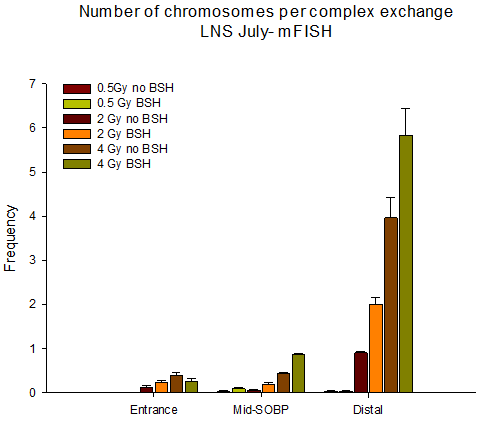 Number of chromosomes per complex exchange
LNS July- mFISH
7
6
5
4
3
2
1
0
Frequency
0.5Gy no BSH
0.5 Gy BSH
2 Gy no BSH
2 Gy BSH
4 Gy no BSH
4 Gy BSH
Entrance
Mid-SOBP
Distal